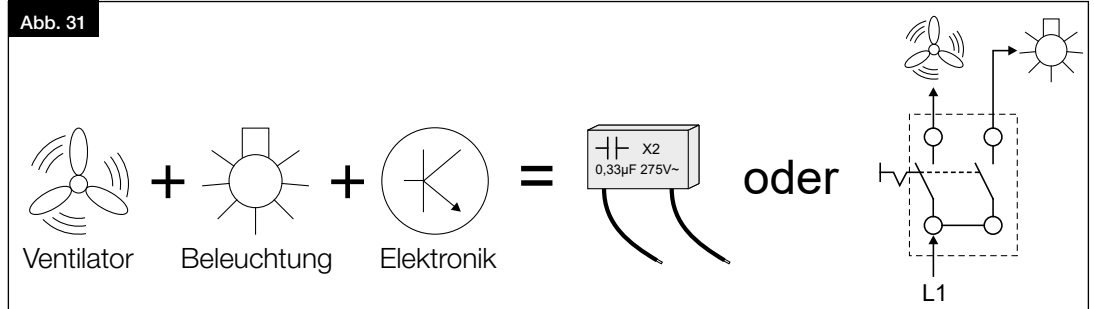 Abb. 31
Ventilator + Beleuchtung + Elektronik = X2
0,33µF 275V~
oder
L1